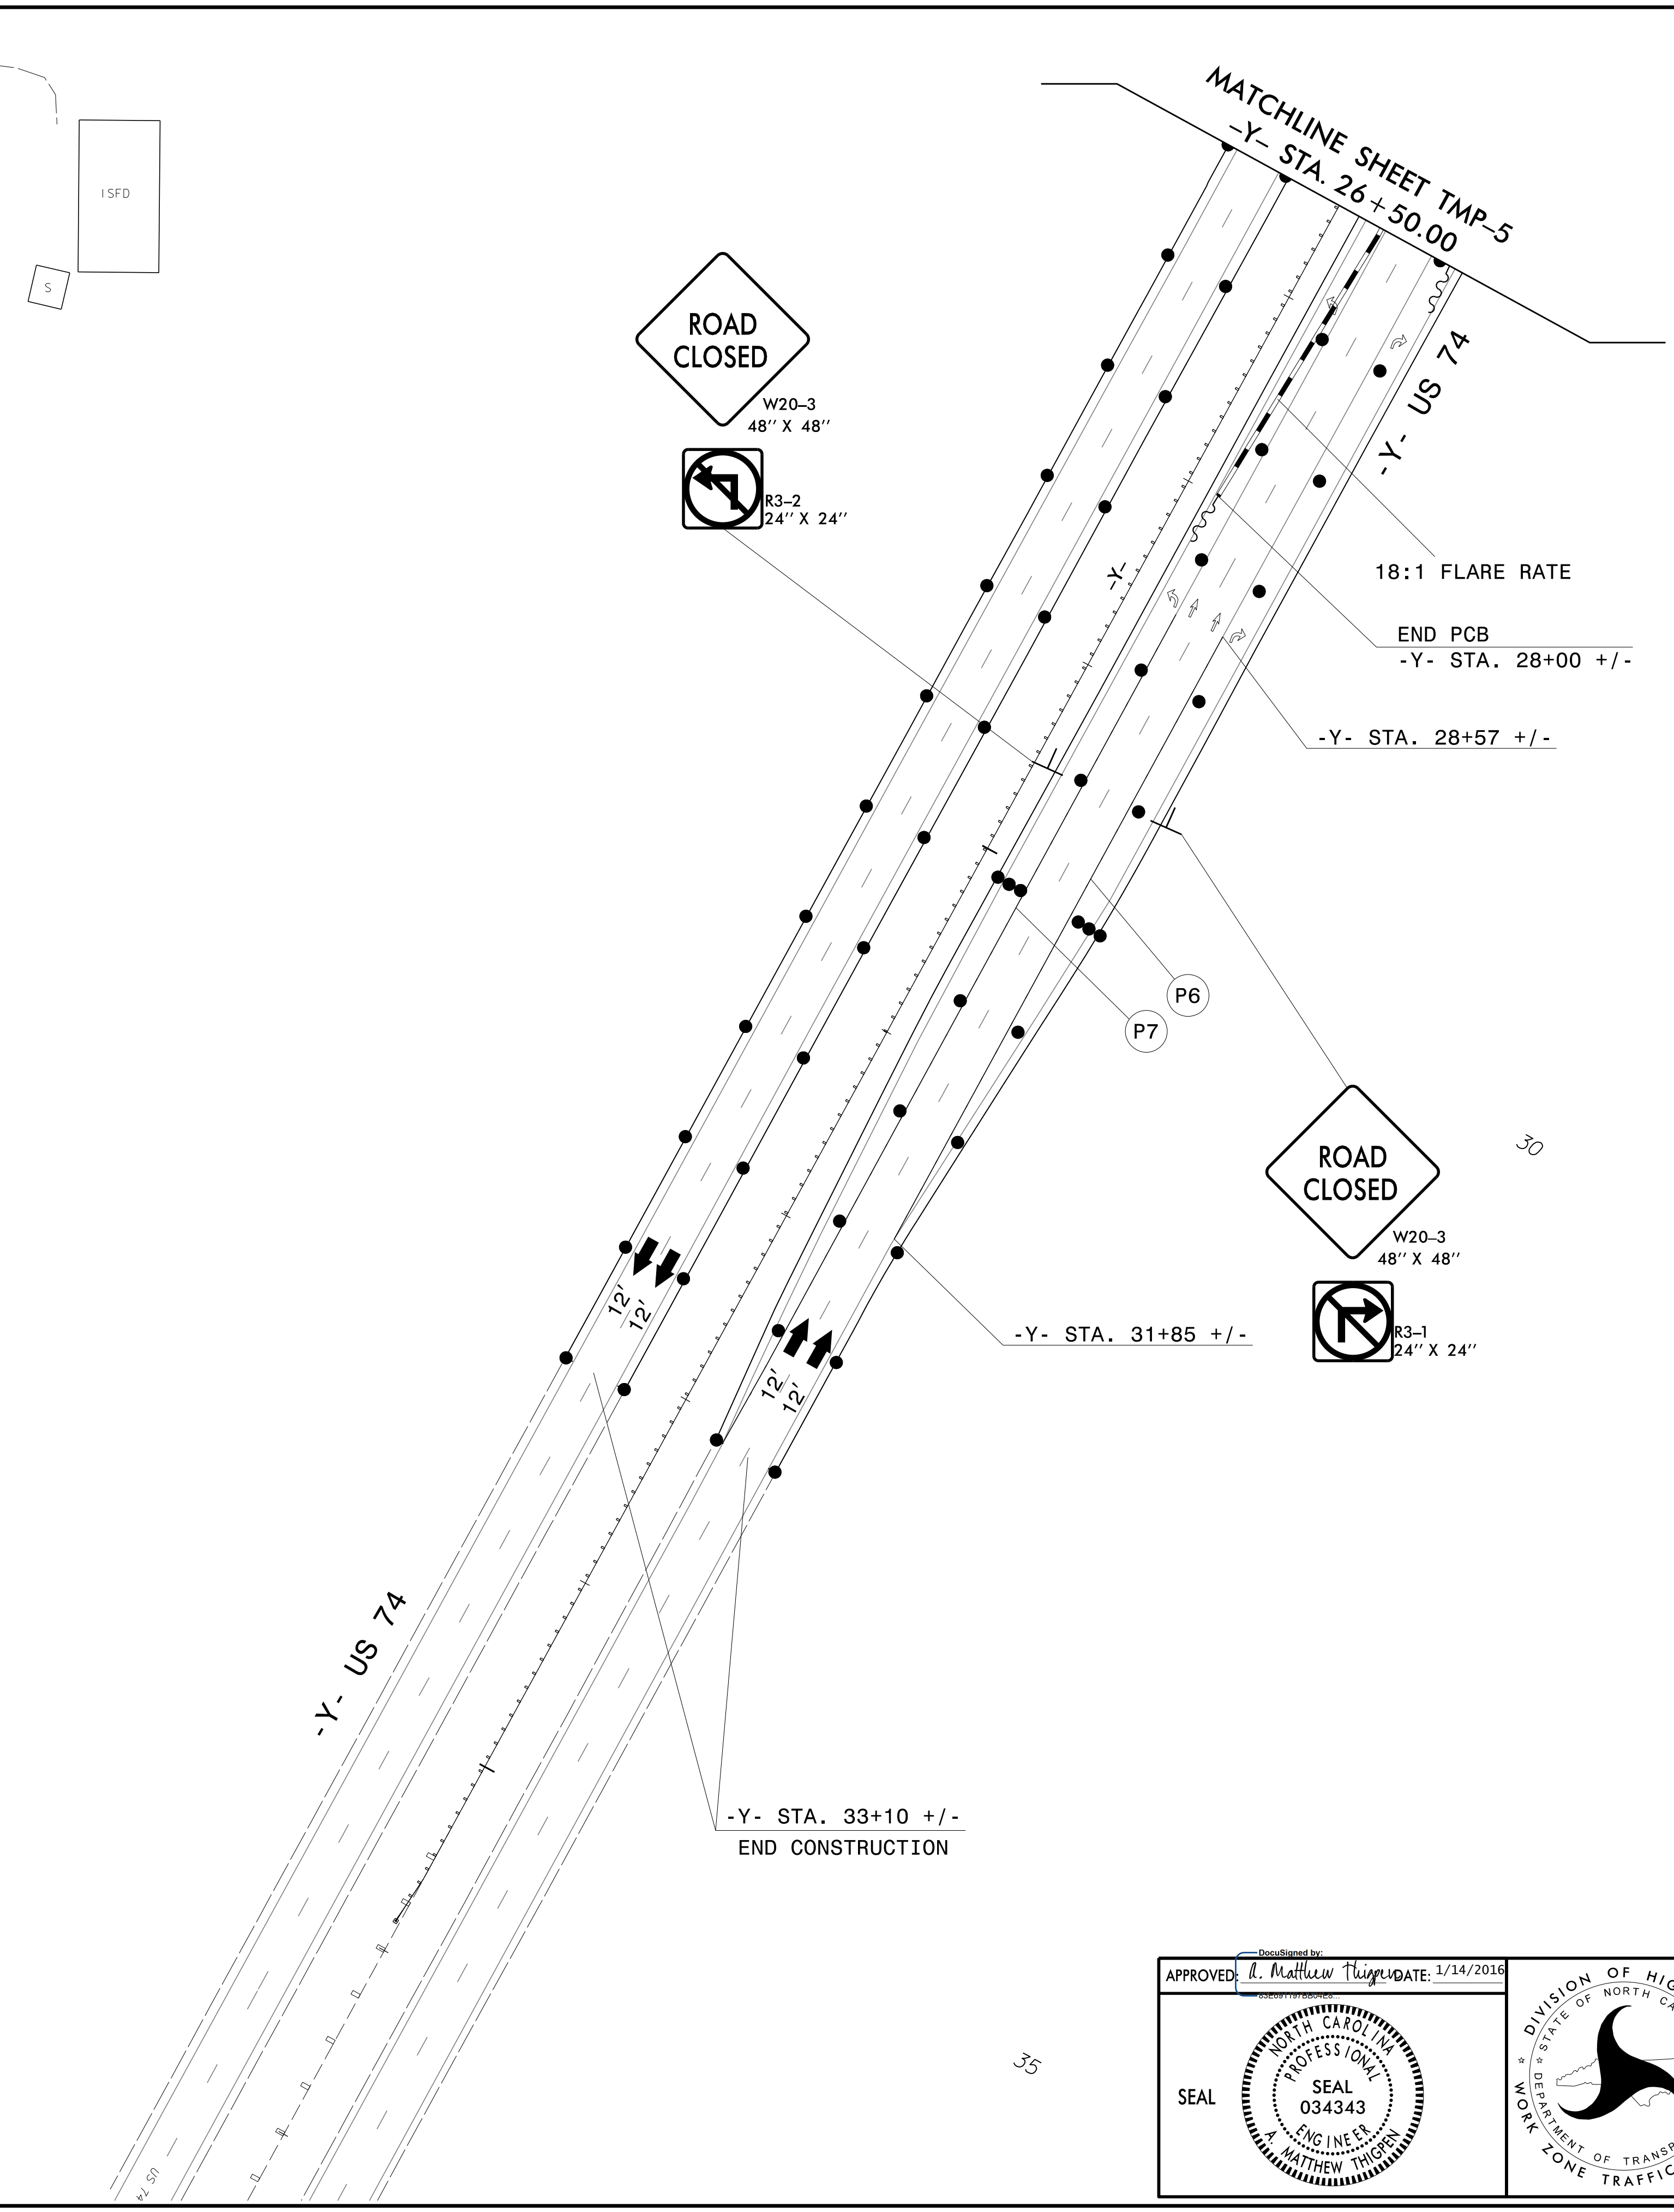 MATCHLINE SHEET TMP–5
–Y– STA. 26+50.00
ISFD
S
ROAD
CLOSED
W20–3
48'' X 48''
R3–2
24'' X 24''
-Y- US 74
–Y–
18:1 FLARE RATE
END PCB
-Y- STA. 28+00 +/-
-Y- STA. 28+57 +/-
P6
P7
30
ROAD
CLOSED
W20–3
48'' X 48''
R3–1
24'' X 24''
12'
12'
12'
12'
-Y- STA. 31+85 +/-
-Y- US 74
-Y- STA. 33+10 +/-
END CONSTRUCTION
35
US 74
DocuSigned by:
APPROVED: A. Matthew Thigpen DATE: 1/14/2016
SEAL
NORTH CAROLINA
PROFESSIONAL
SEAL
034343
ENGINEER
A. MATTHEW THIGPEN
DIVISION OF HIG
STATE OF NORTH CA
DEPARTMENT OF TRANSP
WORK ZONE TRAFFIC